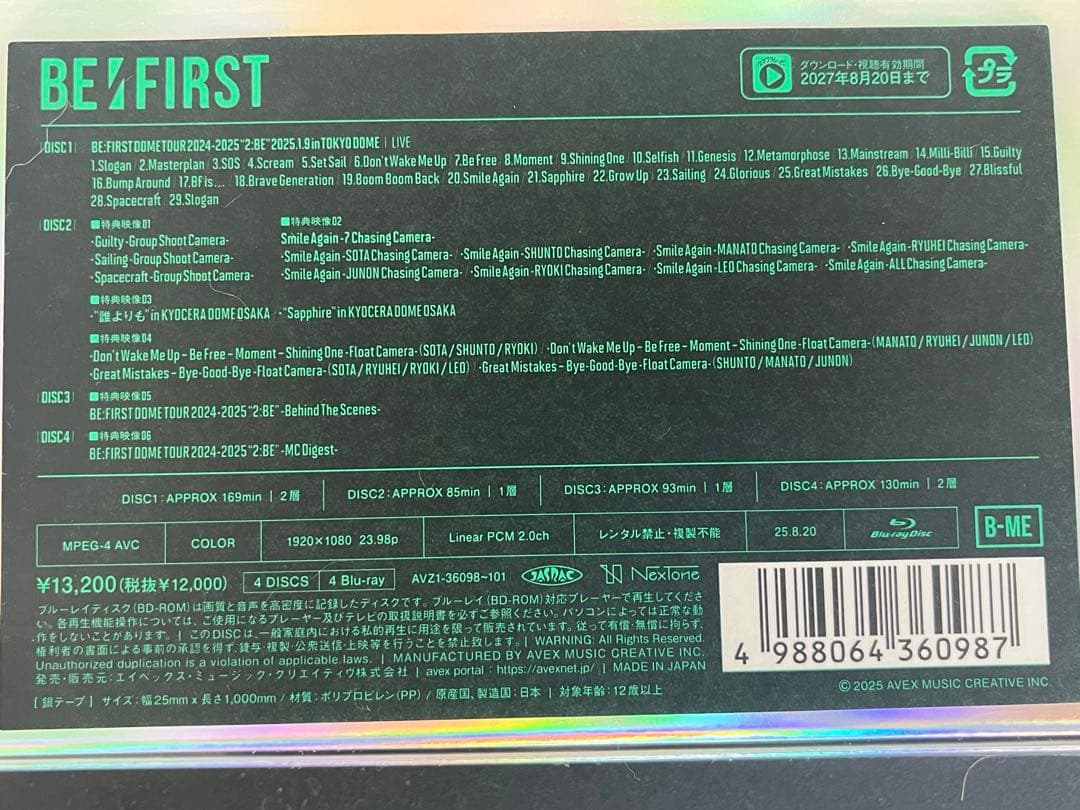 BE:FIRST
ダウンロード・視聴有効期間
2027年8月20日まで
プラ
DISC1 BE:FIRST DOME TOUR 2024-2025 "2:BE" 2025.1.9 in TOKYO DOME | LIVE
1.Slogan / 2.Masterplan / 3.SOS / 4.Scream / 5.Set Sail / 6.Don't Wake Me Up / 7.Be Free / 8.Moment / 9.Shining One / 10.Selfish / 11.Genesis / 12.Metamorphose / 13.Mainstream / 14.Milli-Billi / 15.Guilty
16.Bump Around / 17.BF is... / 18.Brave Generation / 19.Boom Boom Back / 20.Smile Again / 21.Sapphire / 22.Grow Up / 23.Sailing / 24.Glorious / 25.Great Mistakes / 26.Bye-Good-Bye / 27.Blissful
28.Spacecraft / 29.Slogan
DISC2 特典映像01
・Guilty -Group Shoot Camera-
・Sailing -Group Shoot Camera-
・Spacecraft -Group Shoot Camera-
特典映像02
Smile Again -7 Chasing Camera-
・Smile Again -SOTA Chasing Camera- / ・Smile Again -SHUNTO Chasing Camera- / ・Smile Again -MANATO Chasing Camera- / ・Smile Again -RYUHEI Chasing Camera-
・Smile Again -JUNON Chasing Camera- / ・Smile Again -RYOKI Chasing Camera- / ・Smile Again -LEO Chasing Camera- / ・Smile Again -ALL Chasing Camera-
特典映像03
・"誰よりも" in KYOCERA DOME OSAKA / ・"Sapphire" in KYOCERA DOME OSAKA
特典映像04
・Don't Wake Me Up – Be Free – Moment – Shining One -Float Camera- (SOTA / SHUNTO / RYOKI) / ・Don't Wake Me Up – Be Free – Moment – Shining One -Float Camera- (MANATO / RYUHEI / JUNON / LEO)
・Great Mistakes – Bye-Good-Bye -Float Camera- (SOTA / RYUHEI / RYOKI / LEO) / ・Great Mistakes – Bye-Good-Bye -Float Camera- (SHUNTO / MANATO / JUNON)
DISC3 特典映像05
BE:FIRST DOME TOUR 2024-2025 "2:BE" -Behind The Scenes-
DISC4 特典映像06
BE:FIRST DOME TOUR 2024-2025 "2:BE" -MC Digest-
DISC1：APPROX 169min | 2層 DISC2：APPROX 85min | 1層 DISC3：APPROX 93min | 1層 DISC4：APPROX 130min | 2層
MPEG-4 AVC COLOR 1920×1080 23.98p Linear PCM 2.0ch レンタル禁止・複製不能 25.8.20 Blu-ray Disc B-ME
¥13,200(税抜¥12,000) 4 DISCS 4 Blu-ray AVZ1-36098~101 JASRAC NexTone
ブルーレイディスク(BD-ROM)は画質と音声を高密度に記録したディスクです。ブルーレイ(BD-ROM)対応プレーヤーで再生してくださ
い。各再生機能操作については、ご使用になるプレーヤー及びテレビの取扱説明書を必ずご参照ください。パソコンによっては正常な動
作をしないことがあります。 | このDISCは、一般家庭内における私的再生に用途を限って販売されています。従って有償・無償に拘らず、
権利者の書面による事前の承認を得ず、貸与・複製・公衆送信・上映等を行うことを禁止致します。 | WARNING: All Rights Reserved.
Unauthorized duplication is a violation of applicable laws. | MANUFACTURED BY AVEX MUSIC CREATIVE INC.
発売・販売元：エイベックス・ミュージック・クリエイティヴ株式会社 | avex portal：https://avexnet.jp/ | MADE IN JAPAN
[銀テープ] サイズ：幅25mm x 長さ1,000mm / 材質：ポリプロピレン(PP) / 原産国、製造国：日本 | 対象年齢：12歳以上
4 988064 360987
©2025 AVEX MUSIC CREATIVE INC.